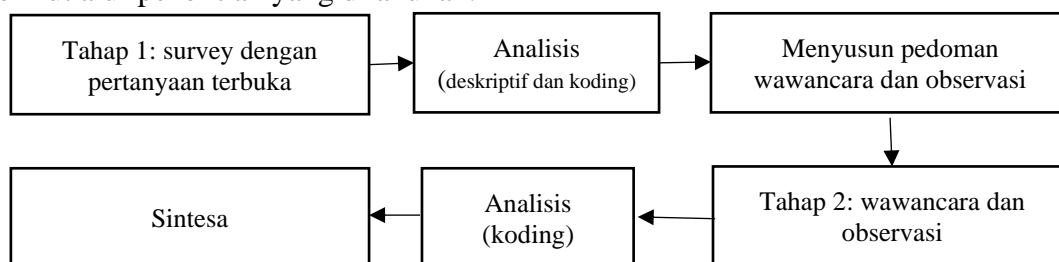 Tahap 1: survey dengan
pertanyaan terbuka
Analisis
(deskriptif dan koding)
Menyusun pedoman
wawancara dan observasi
Tahap 2: wawancara dan
observasi
Analisis
(koding)
Sintesa